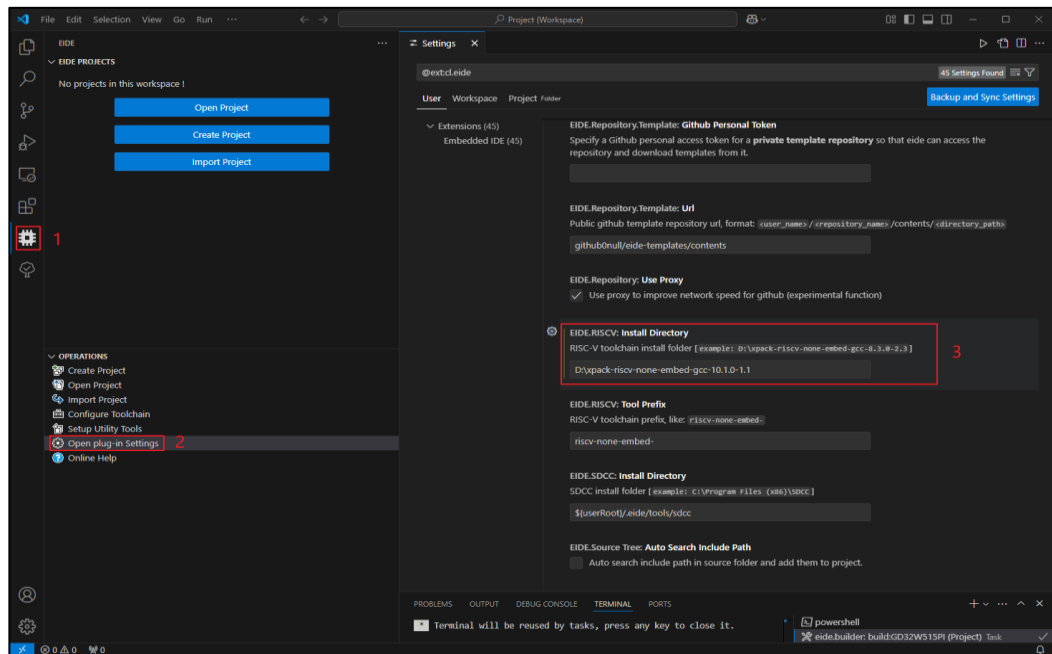 File Edit Selection View Go Run ···
Project (Workspace)
EIDE
EIDE PROJECTS
No projects in this workspace !
Open Project
Create Project
Import Project
1
OPERATIONS
Create Project
Open Project
Import Project
Configure Toolchain
Setup Utility Tools
Open plug-in Settings
2
Online Help
Settings
@ext:cl.eide
45 Settings Found
User Workspace Project Folder
Backup and Sync Settings
Extensions (45)
Embedded IDE (45)
EIDE.Repository.Template: Github Personal Token
Specify a Github personal access token for a private template repository so that eide can access the
repository and download templates from it.
EIDE.Repository.Template: Url
Public github template repository url, format: <user_name>/<repository_name>/contents/<directory_path>
github0null/eide-templates/contents
EIDE.Repository: Use Proxy
Use proxy to improve network speed for github (experimental function)
EIDE.RISCV: Install Directory
RISC-V toolchain install folder [example: D:\xpack-riscv-none-embed-gcc-8.3.0-2.3]
3
D:\xpack-riscv-none-embed-gcc-10.1.0-1.1
EIDE.RISCV: Tool Prefix
RISC-V toolchain prefix, like: riscv-none-embed-
riscv-none-embed-
EIDE.SDCC: Install Directory
SDCC install folder [example: C:\Program Files (x86)\SDCC]
${userRoot}/.eide/tools/sdcc
EIDE.Source Tree: Auto Search Include Path
Auto search include path in source folder and add them to project.
PROBLEMS OUTPUT DEBUG CONSOLE TERMINAL PORTS
* Terminal will be reused by tasks, press any key to close it.
powershell
eide.builder: build:GD32W515PI (Project) Task
0 0 0